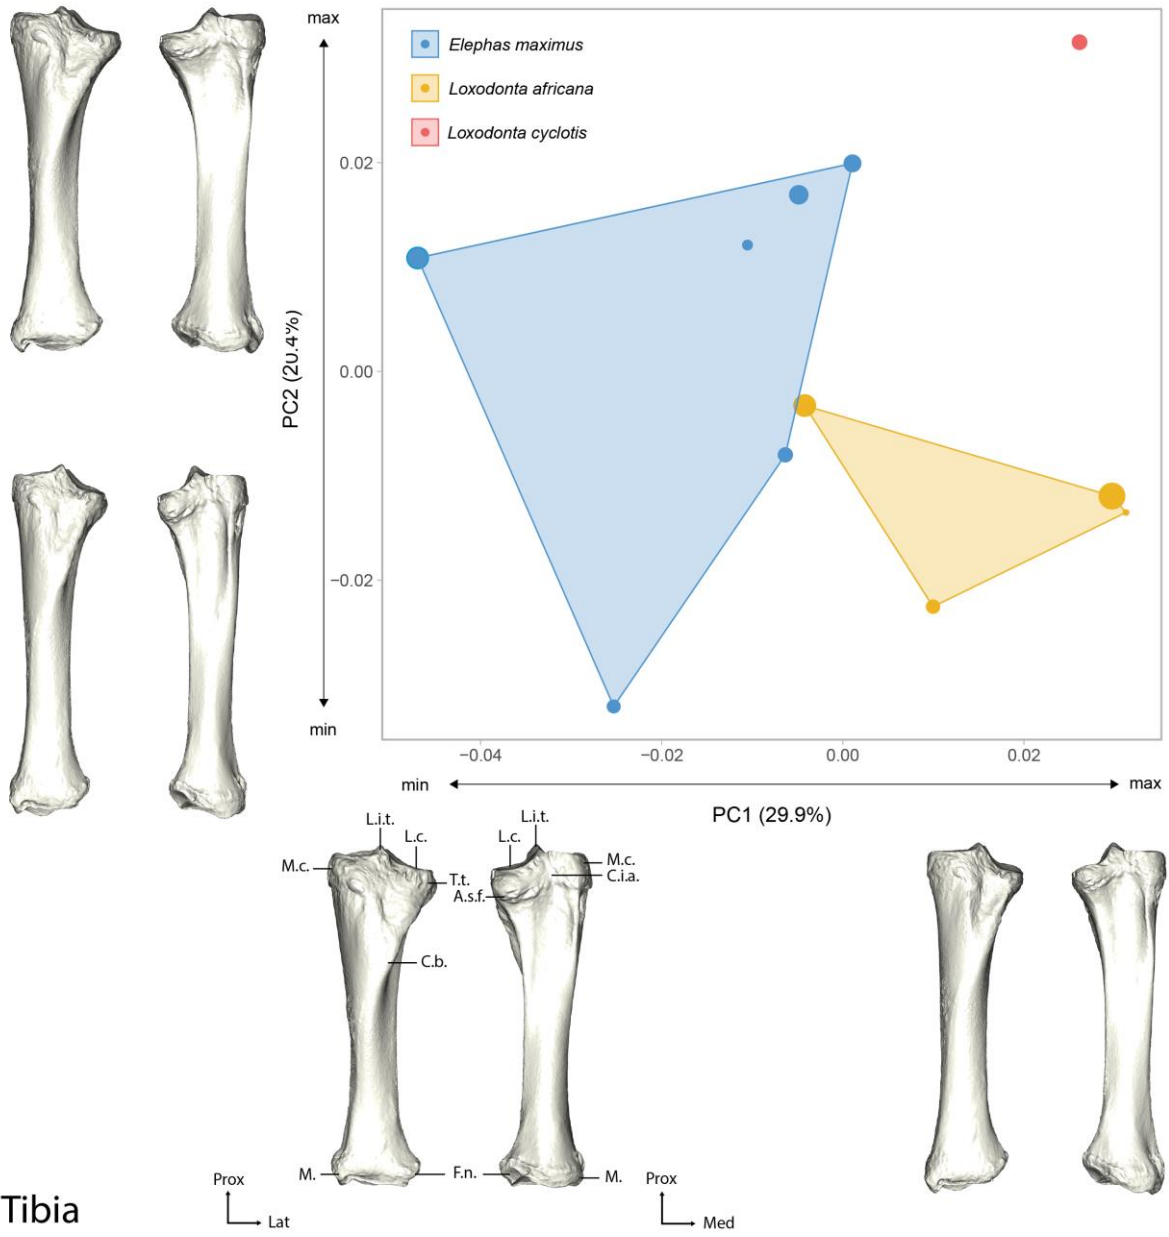 max
Elephas maximus
Loxodonta africana
Loxodonta cyclotis
0.02
0.00
−0.02
PC2 (20.4%)
min
−0.04
−0.02
0.00
0.02
min
max
PC1 (29.9%)
L.i.t.
L.c.
M.c.
T.t.
C.b.
M.
L.i.t.
L.c.
M.c.
C.i.a.
A.s.f.
F.n.
M.
Prox
Lat
Prox
Med
Tibia